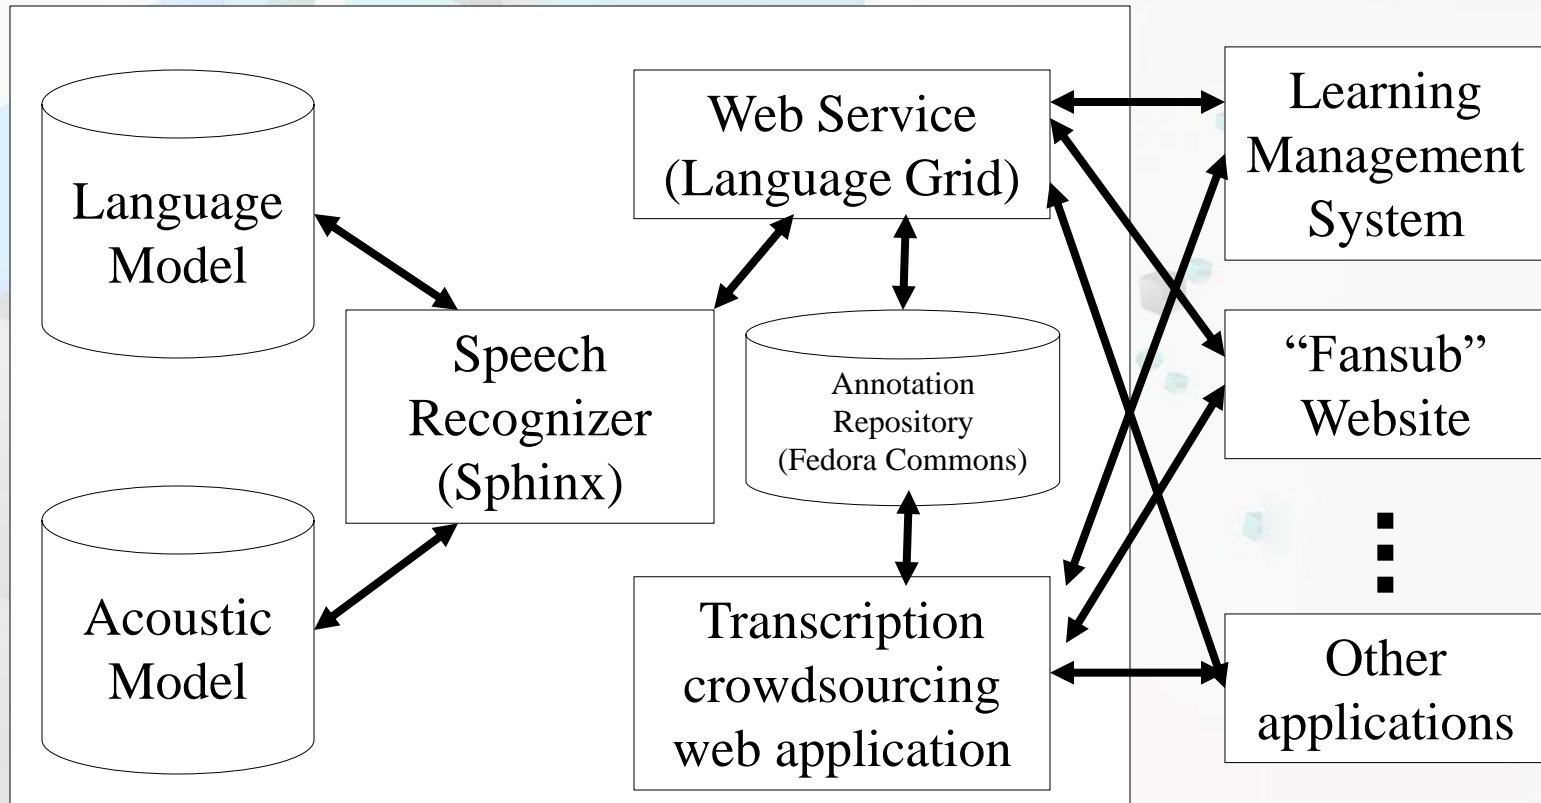 Language
Model
Acoustic
Model
Speech
Recognizer
(Sphinx)
Web Service
(Language Grid)
Annotation
Repository
(Fedora Commons)
Transcription
crowdsourcing
web application
Learning
Management
System
“Fansub”
Website
Other
applications